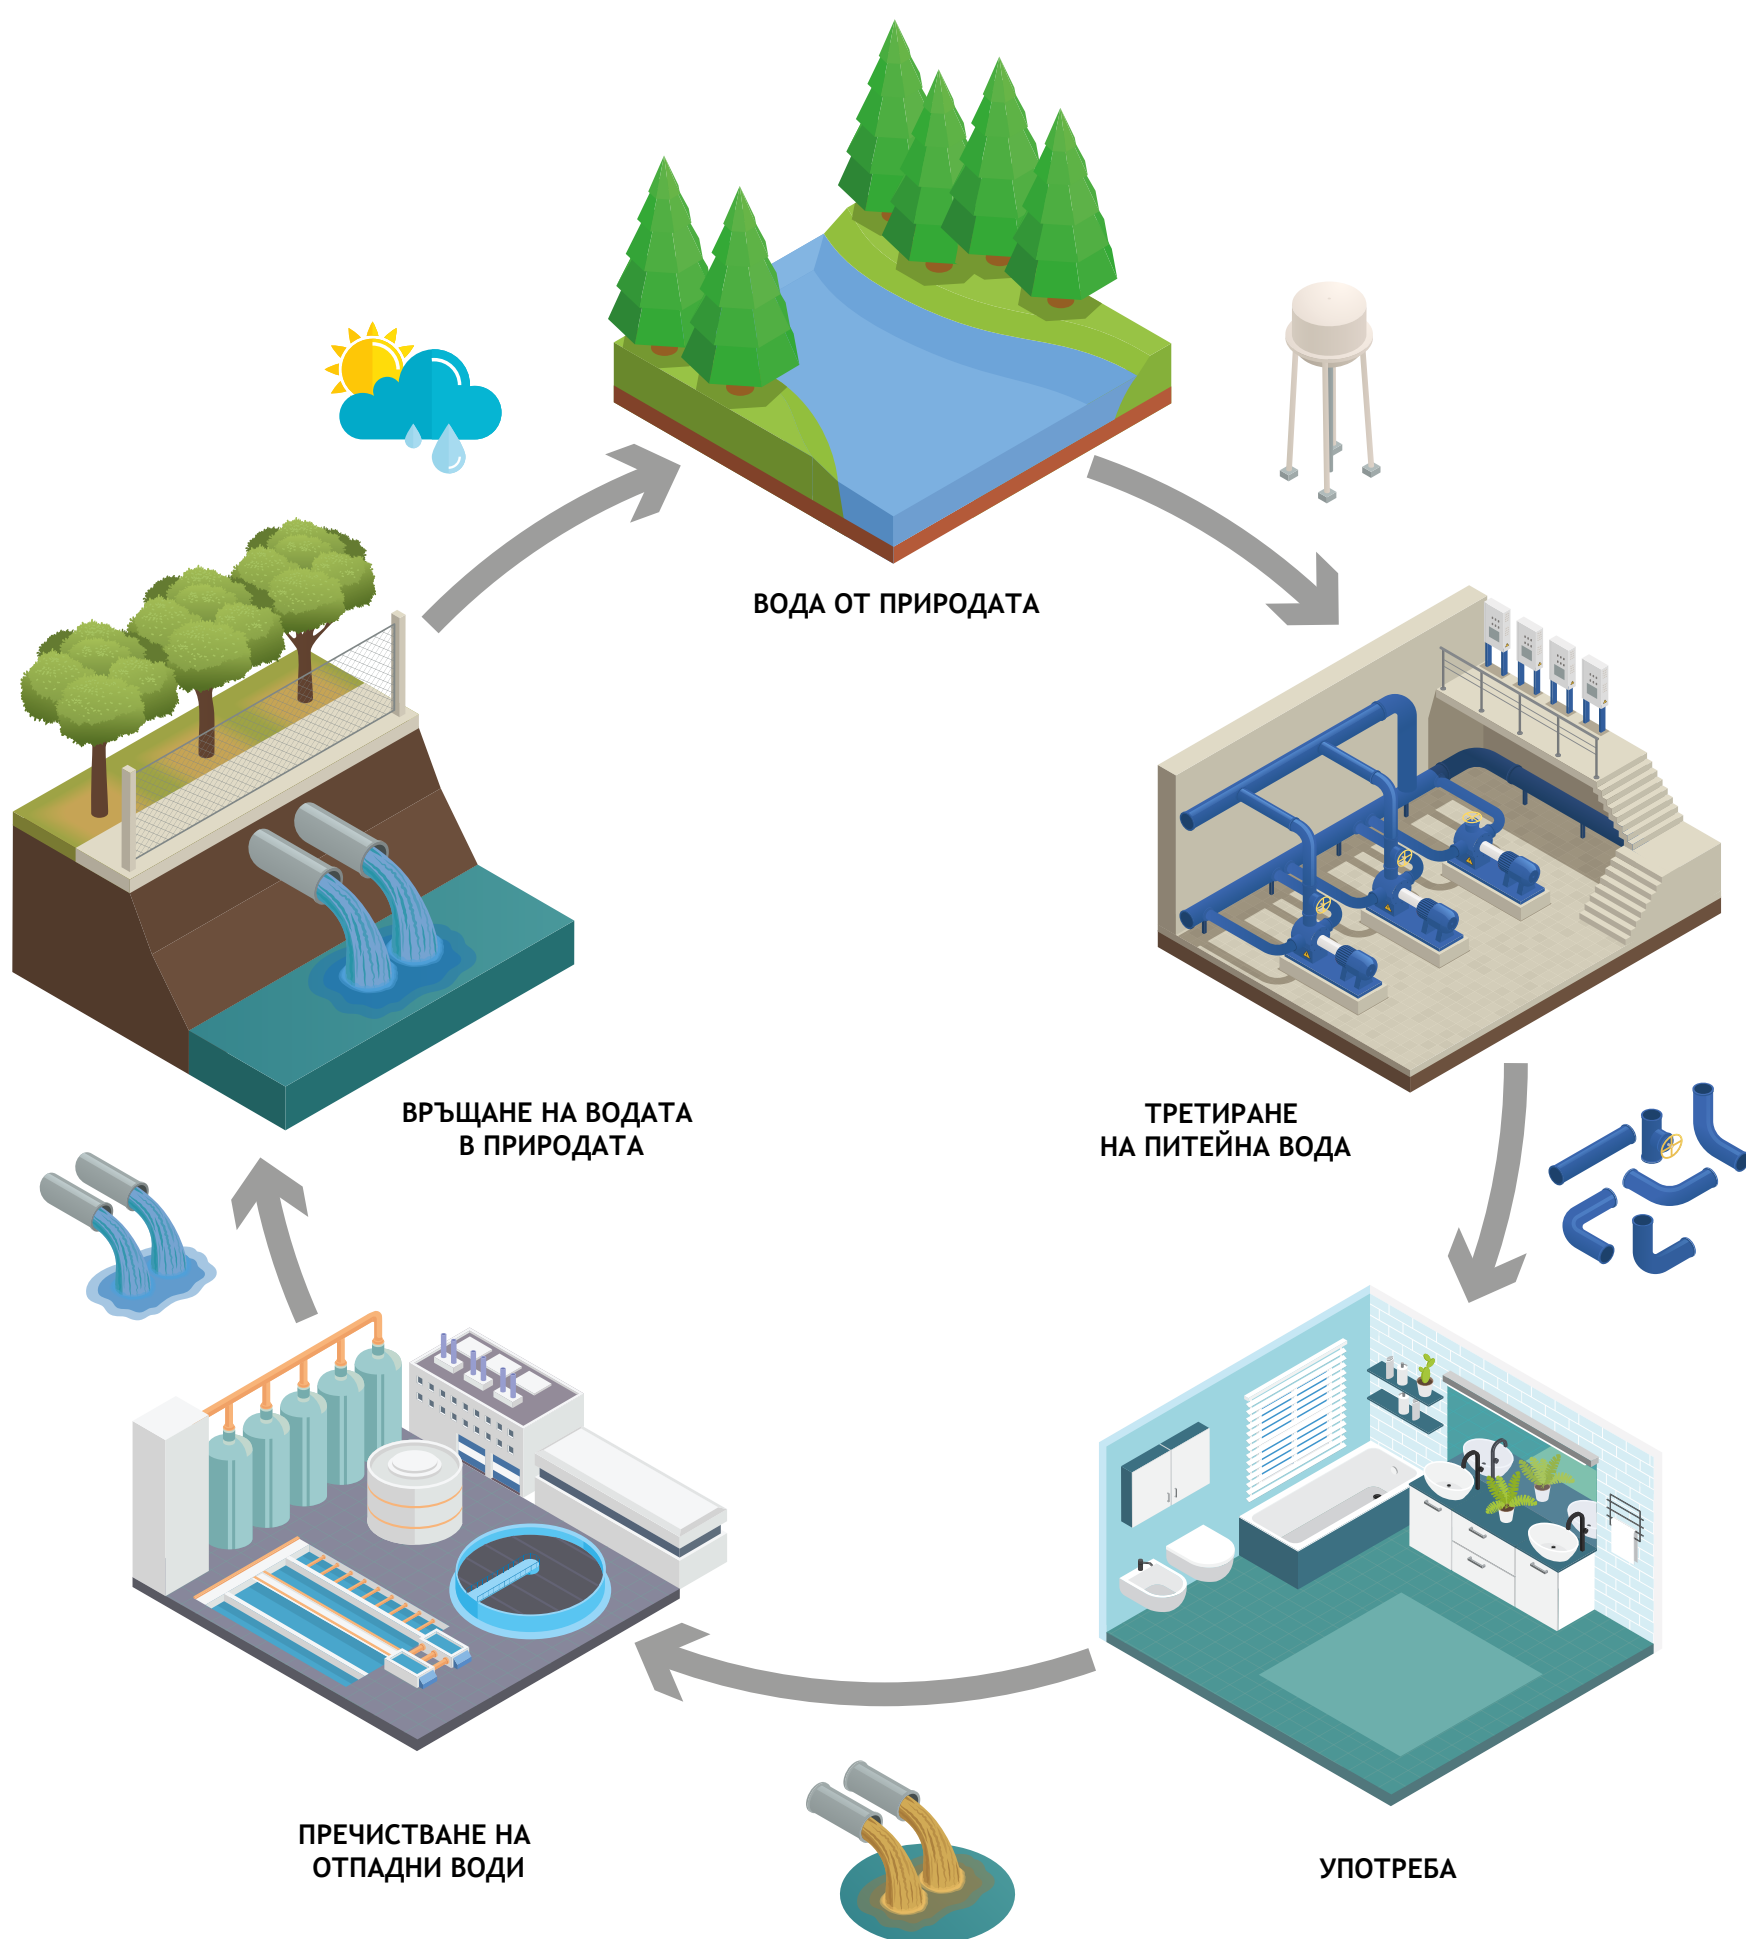 ВОДА ОТ ПРИРОДАТА
ВРЪЩАНЕ НА ВОДАТА
В ПРИРОДАТА
ТРЕТИРАНЕ
НА ПИТЕЙНА ВОДА
ПРЕЧИСТВАНЕ НА
ОТПАДНИ ВОДИ
УПОТРЕБА